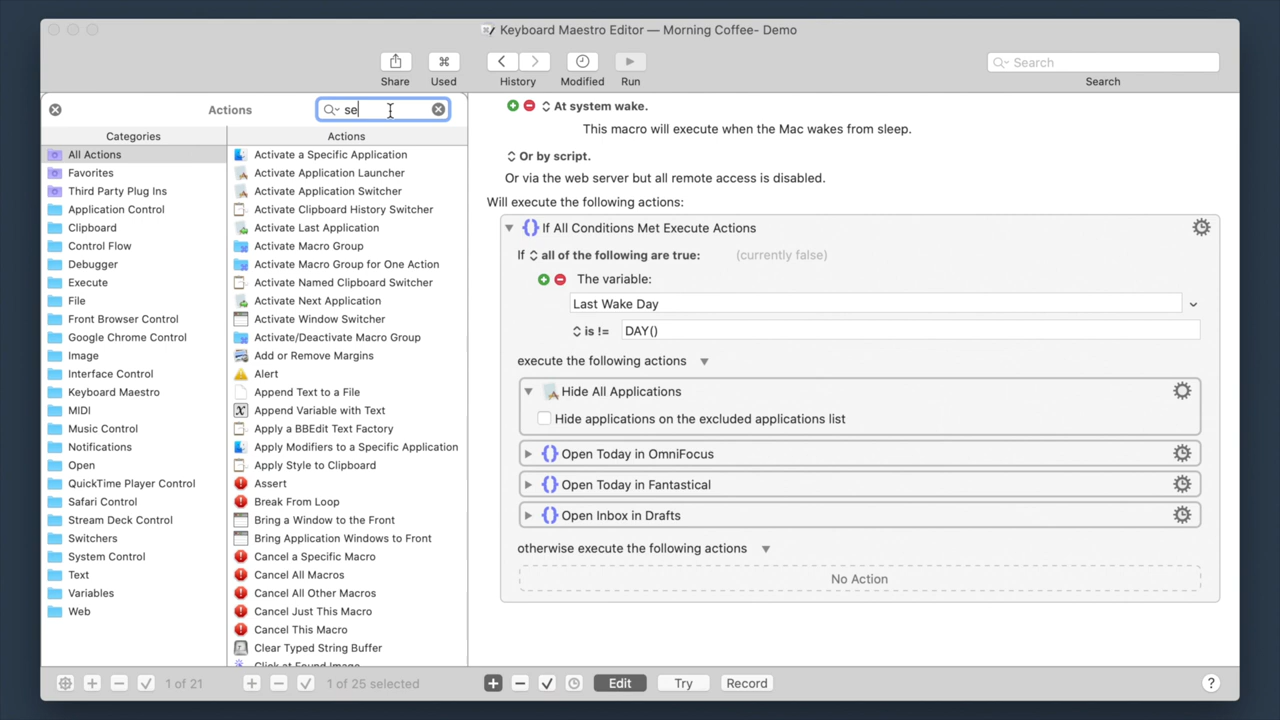 Keyboard Maestro Editor — Morning Coffee- Demo
Share
Used
History
Modified
Run
Search
Search
Actions
se
Categories
Actions
All Actions
Favorites
Third Party Plug Ins
Application Control
Clipboard
Control Flow
Debugger
Execute
File
Front Browser Control
Google Chrome Control
Image
Interface Control
Keyboard Maestro
MIDI
Music Control
Notifications
Open
QuickTime Player Control
Safari Control
Stream Deck Control
Switchers
System Control
Text
Variables
Web
Activate a Specific Application
Activate Application Launcher
Activate Application Switcher
Activate Clipboard History Switcher
Activate Last Application
Activate Macro Group
Activate Macro Group for One Action
Activate Named Clipboard Switcher
Activate Next Application
Activate Window Switcher
Activate/Deactivate Macro Group
Add or Remove Margins
Alert
Append Text to a File
Append Variable with Text
Apply a BBEdit Text Factory
Apply Modifiers to a Specific Application
Apply Style to Clipboard
Assert
Break From Loop
Bring a Window to the Front
Bring Application Windows to Front
Cancel a Specific Macro
Cancel All Macros
Cancel All Other Macros
Cancel Just This Macro
Cancel This Macro
Clear Typed String Buffer
Click at Found Image
1 of 21
1 of 25 selected
At system wake.
This macro will execute when the Mac wakes from sleep.
Or by script.
Or via the web server but all remote access is disabled.
Will execute the following actions:
If All Conditions Met Execute Actions
If all of the following are true: (currently false)
The variable:
Last Wake Day
is != DAY()
execute the following actions
Hide All Applications
Hide applications on the excluded applications list
Open Today in OmniFocus
Open Today in Fantastical
Open Inbox in Drafts
otherwise execute the following actions
No Action
Edit
Try
Record
?